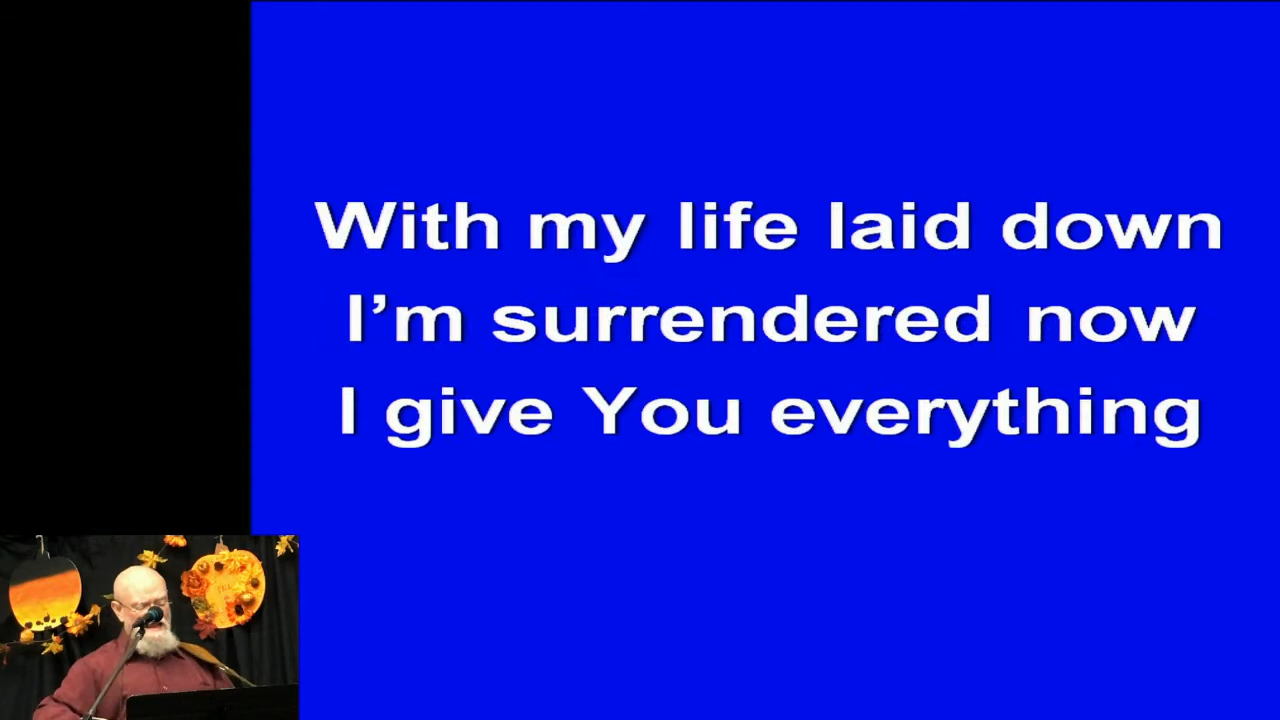 With my life laid down
I’m surrendered now
I give You everything